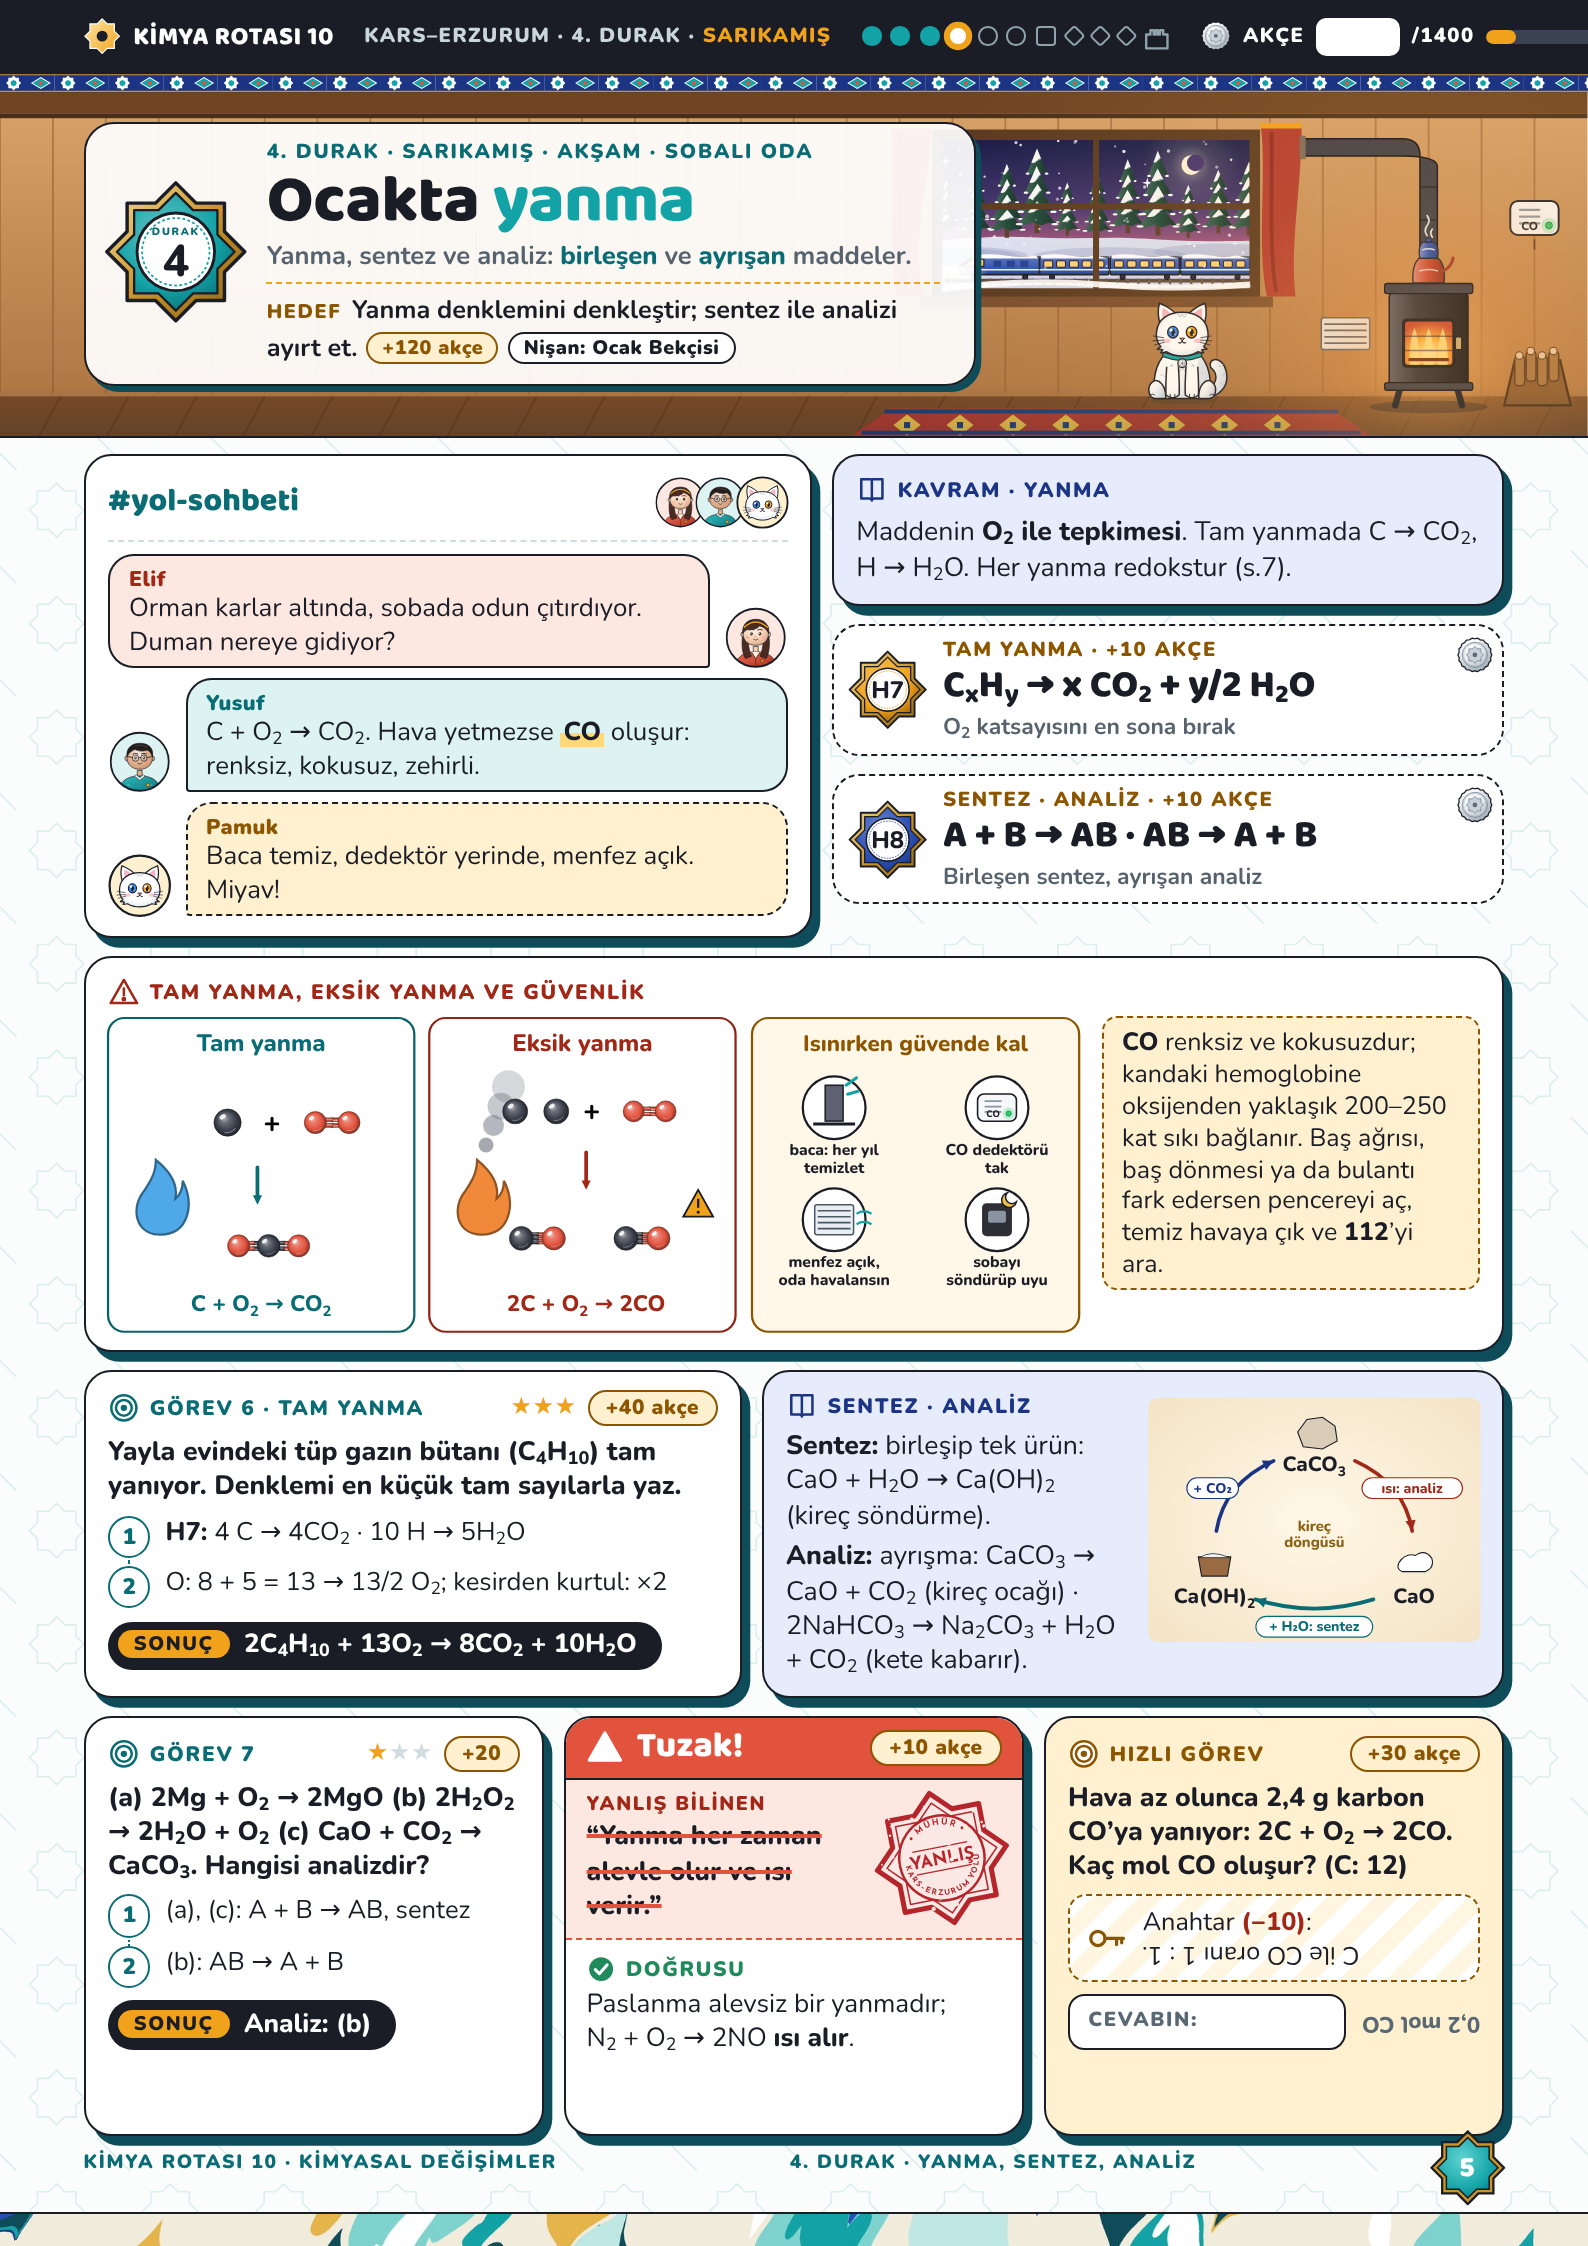 KİMYA ROTASI 10 KARS–ERZURUM · 4. DURAK · SARIKAMIŞ AKÇE /1400
4. DURAK · SARIKAMIŞ · AKŞAM · SOBALI ODA
DURAK
4
Ocakta yanma
Yanma, sentez ve analiz: birleşen ve ayrışan maddeler.
HEDEF Yanma denklemini denkleştir; sentez ile analizi
ayırt et. +120 akçe Nişan: Ocak Bekçisi
CO
#yol-sohbeti
Elif
Orman karlar altında, sobada odun çıtırdıyor.
Duman nereye gidiyor?
Yusuf
C + O₂ → CO₂. Hava yetmezse CO oluşur:
renksiz, kokusuz, zehirli.
Pamuk
Baca temiz, dedektör yerinde, menfez açık.
Miyav!
KAVRAM · YANMA
Maddenin O₂ ile tepkimesi. Tam yanmada C → CO₂,
H → H₂O. Her yanma redokstur (s.7).
H7
TAM YANMA · +10 AKÇE
CₓHᵧ → x CO₂ + y/2 H₂O
O₂ katsayısını en sona bırak
H8
SENTEZ · ANALİZ · +10 AKÇE
A + B → AB · AB → A + B
Birleşen sentez, ayrışan analiz
TAM YANMA, EKSİK YANMA VE GÜVENLİK
Tam yanma
+
C + O₂ → CO₂
Eksik yanma
+
2C + O₂ → 2CO
Isınırken güvende kal
baca: her yıl
temizlet
CO
CO dedektörü
tak
menfez açık,
oda havalansın
sobayı
söndürüp uyu
CO renksiz ve kokusuzdur;
kandaki hemoglobine
oksijenden yaklaşık 200–250
kat sıkı bağlanır. Baş ağrısı,
baş dönmesi ya da bulantı
fark edersen pencereyi aç,
temiz havaya çık ve 112’yi
ara.
GÖREV 6 · TAM YANMA ★★★ +40 akçe
Yayla evindeki tüp gazın bütanı (C₄H₁₀) tam
yanıyor. Denklemi en küçük tam sayılarla yaz.
1 H7: 4 C → 4CO₂ · 10 H → 5H₂O
2 O: 8 + 5 = 13 → 13/2 O₂; kesirden kurtul: ×2
SONUÇ 2C₄H₁₀ + 13O₂ → 8CO₂ + 10H₂O
SENTEZ · ANALİZ
Sentez: birleşip tek ürün:
CaO + H₂O → Ca(OH)₂
(kireç söndürme).
Analiz: ayrışma: CaCO₃ →
CaO + CO₂ (kireç ocağı) ·
2NaHCO₃ → Na₂CO₃ + H₂O
+ CO₂ (kete kabarır).
CaCO₃
+ CO₂
ısı: analiz
kireç
döngüsü
Ca(OH)₂
CaO
+ H₂O: sentez
GÖREV 7 ★★★ +20
(a) 2Mg + O₂ → 2MgO (b) 2H₂O₂
→ 2H₂O + O₂ (c) CaO + CO₂ →
CaCO₃. Hangisi analizdir?
1 (a), (c): A + B → AB, sentez
2 (b): AB → A + B
SONUÇ Analiz: (b)
Tuzak! +10 akçe
YANLIŞ BİLİNEN
“Yanma her zaman
alevle olur ve ısı
verir.”
MÜHÜR
YANLIŞ
KARS-ERZURUM YOLU
DOĞRUSU
Paslanma alevsiz bir yanmadır;
N₂ + O₂ → 2NO ısı alır.
HIZLI GÖREV +30 akçe
Hava az olunca 2,4 g karbon
CO’ya yanıyor: 2C + O₂ → 2CO.
Kaç mol CO oluşur? (C: 12)
Anahtar (−10):
C ile CO oranı 1 : 1.
CEVABIN: 0,2 mol CO
KİMYA ROTASI 10 · KİMYASAL DEĞİŞİMLER 4. DURAK · YANMA, SENTEZ, ANALİZ 5